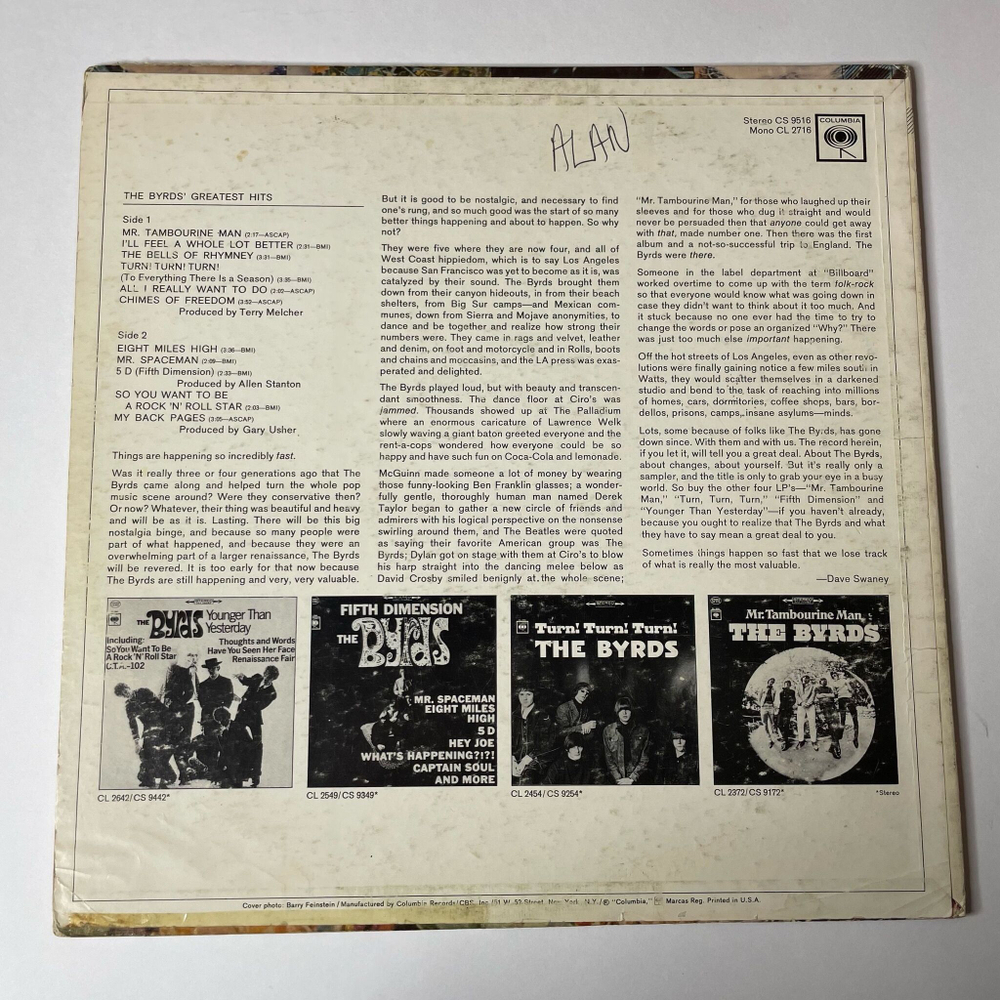 ALAN
Stereo CS 9516
Mono CL 2716
COLUMBIA
THE BYRDS' GREATEST HITS
Side 1
MR. TAMBOURINE MAN (2:17—ASCAP)
I'LL FEEL A WHOLE LOT BETTER (2:31—BMI)
THE BELLS OF RHYMNEY (3:31—BMI)
TURN! TURN! TURN!
(To Everything There Is a Season) (3:35—BMI)
ALL I REALLY WANT TO DO (2:02—ASCAP)
CHIMES OF FREEDOM (3:52—ASCAP)
Produced by Terry Melcher
Side 2
EIGHT MILES HIGH (3:36—BMI)
MR. SPACEMAN (2:09—BMI)
5 D (Fifth Dimension) (2:33—BMI)
Produced by Allen Stanton
SO YOU WANT TO BE
A ROCK 'N' ROLL STAR (2:03—BMI)
MY BACK PAGES (3:05—ASCAP)
Produced by Gary Usher
Things are happening so incredibly fast.
Was it really three or four generations ago that The
Byrds came along and helped turn the whole pop
music scene around? Were they conservative then?
Or now? Whatever, their thing was beautiful and heavy
and will be as it is. Lasting. There will be this big
nostalgia binge, and because so many people were
part of what happened, and because they were an
overwhelming part of a larger renaissance, The Byrds
will be revered. It is too early for that now because
The Byrds are still happening and very, very valuable.
But it is good to be nostalgic, and necessary to find
one's rung, and so much good was the start of so many
better things happening and about to happen. So why
not?
They were five where they are now four, and all of
West Coast hippiedom, which is to say Los Angeles
because San Francisco was yet to become as it is, was
catalyzed by their sound. The Byrds brought them
down from their canyon hideouts, in from their beach
shelters, from Big Sur camps—and Mexican com-
munes, down from Sierra and Mojave anonymities, to
dance and be together and realize how strong their
numbers were. They came in rags and velvet, leather
and denim, on foot and motorcycle and in Rolls, boots
and chains and moccasins, and the LA press was exas-
perated and delighted.
The Byrds played loud, but with beauty and transcen-
dant smoothness. The dance floor at Ciro's was
jammed. Thousands showed up at The Palladium
where an enormous caricature of Lawrence Welk
slowly waving a giant baton greeted everyone and the
rent-a-cops wondered how everyone could be so
happy and have such fun on Coca-Cola and lemonade.
McGuinn made someone a lot of money by wearing
those funny-looking Ben Franklin glasses; a wonder-
fully gentle, thoroughly human man named Derek
Taylor began to gather a new circle of friends and
admirers with his logical perspective on the nonsense
swirling around them, and The Beatles were quoted
as saying their favorite American group was The
Byrds; Dylan got on stage with them at Ciro's to blow
his harp straight into the dancing melee below as
David Crosby smiled benignly at the whole scene;
"Mr. Tambourine Man," for those who laughed up their
sleeves and for those who dug it straight and would
never be persuaded then that anyone could get away
with that, made number one. Then there was the first
album and a not-so-successful trip to England. The
Byrds were there.
Someone in the label department at "Billboard"
worked overtime to come up with the term folk-rock
so that everyone would know what was going down in
case they didn't want to think about it too much. And
it stuck because no one ever had the time to try to
change the words or pose an organized "Why?" There
was just too much else important happening.
Off the hot streets of Los Angeles, even as other revo-
lutions were finally gaining notice a few miles south in
Watts, they would scatter themselves in a darkened
studio and bend to the task of reaching into millions
of homes, cars, dormitories, coffee shops, bars, bor-
dellos, prisons, camps, insane asylums—minds.
Lots, some because of folks like The Byrds, has gone
down since. With them and with us. The record herein,
if you let it, will tell you a great deal. About The Byrds,
about changes, about yourself. But it's really only a
sampler, and the title is only to grab your eye in a busy
world. So buy the other four LP's—"Mr. Tambourine
Man," "Turn, Turn, Turn," "Fifth Dimension" and
"Younger Than Yesterday"—if you haven't already,
because you ought to realize that The Byrds and what
they have to say mean a great deal to you.
Sometimes things happen so fast that we lose track
of what is really the most valuable.
—Dave Swaney
THE BYRDS Younger Than
Yesterday
Including:
So You Want To Be
A Rock 'N' Roll Star
C.T.A.-102
Thoughts and Words
Have You Seen Her Face
Renaissance Fair
CL 2642/CS 9442*
FIFTH DIMENSION
THE BYRDS
MR. SPACEMAN
EIGHT MILES
HIGH
5 D
HEY JOE
WHAT'S HAPPENING?!?!
CAPTAIN SOUL
AND MORE
CL 2549/CS 9349*
Turn! Turn! Turn!
THE BYRDS
CL 2454/CS 9254*
Mr. Tambourine Man
THE BYRDS
CL 2372/CS 9172*
*Stereo
Cover photo: Barry Feinstein/Manufactured by Columbia Records/CBS, Inc./51 W. 52 Street, New York, N.Y./® "Columbia," Marcas Reg. Printed in U.S.A.